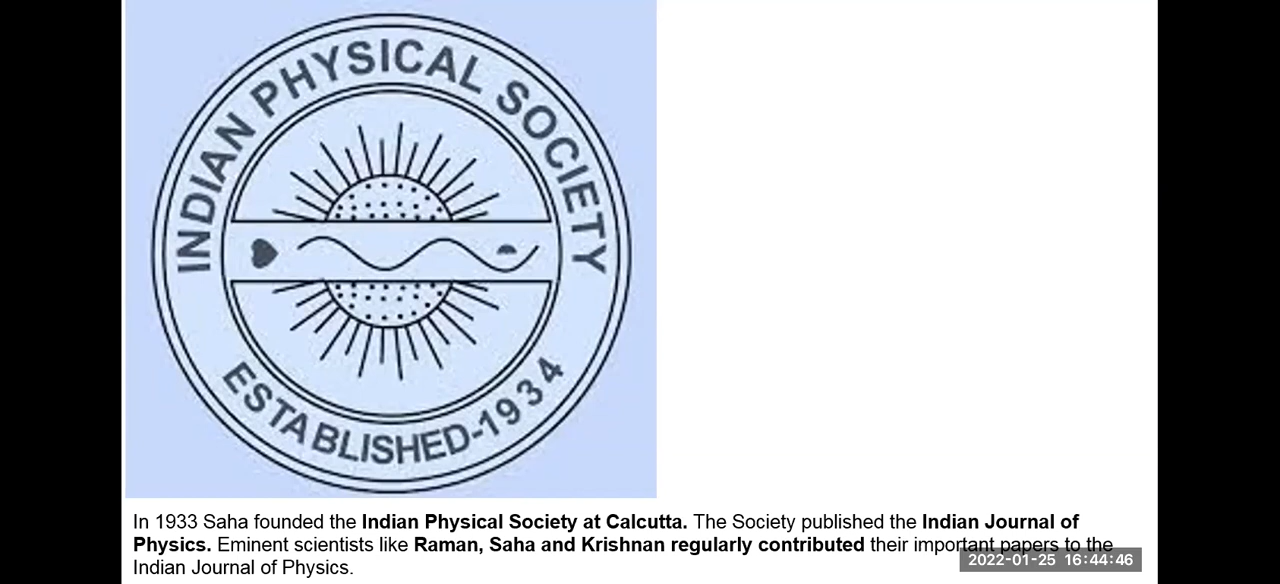 INDIAN PHYSICAL SOCIETY
ESTABLISHED-1934
In 1933 Saha founded the Indian Physical Society at Calcutta. The Society published the Indian Journal of
Physics. Eminent scientists like Raman, Saha and Krishnan regularly contributed their important papers to the
Indian Journal of Physics.
2022-01-25 16:44:46